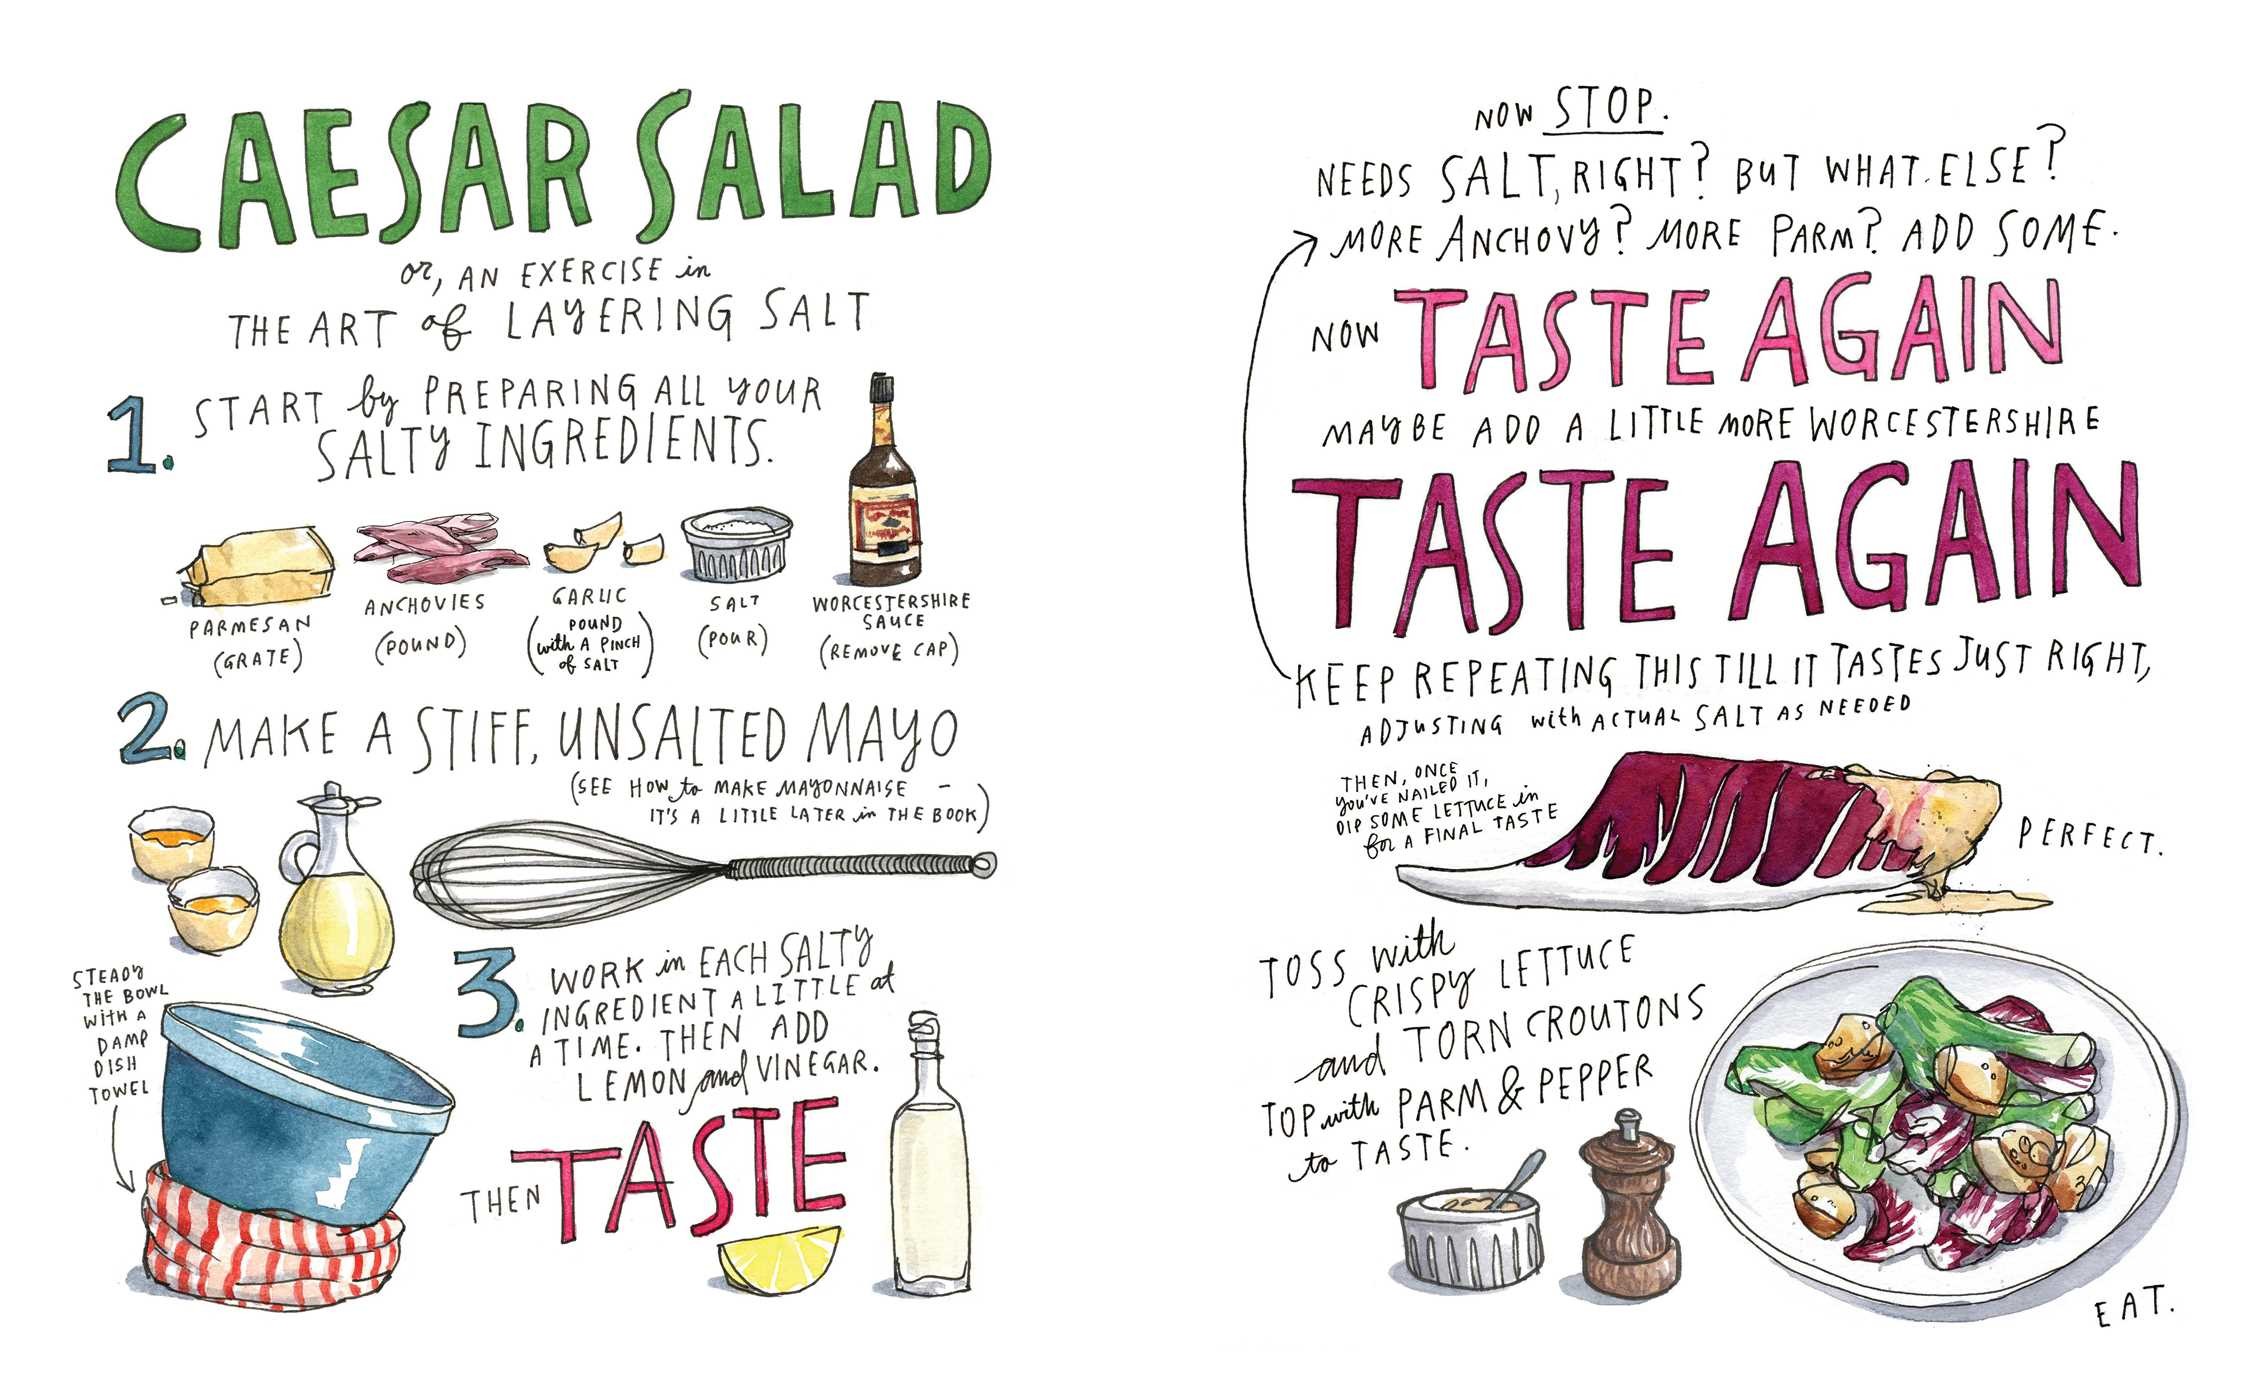 CAESAR SALAD
or, AN EXERCISE in
THE ART of LAYERING SALT
1. START by PREPARING ALL YOUR
SALTY INGREDIENTS.
PARMESAN
(GRATE)
ANCHOVIES
(POUND)
GARLIC
(POUND
with A PINCH
of SALT)
SALT
(POUR)
WORCESTERSHIRE
SAUCE
(REMOVE CAP)
2. MAKE A STIFF, UNSALTED MAYO
(SEE HOW to MAKE MAYONNAISE –
IT'S A LITTLE LATER in THE BOOK)
STEADY
THE BOWL
WITH A
DAMP
DISH
TOWEL
3. WORK in EACH SALTY
INGREDIENT A LITTLE at
A TIME. THEN ADD
LEMON and VINEGAR.
THEN TASTE
NOW STOP.
NEEDS SALT, RIGHT? BUT WHAT ELSE?
MORE ANCHOVY? MORE PARM? ADD SOME.
NOW TASTE AGAIN
MAYBE ADD A LITTLE MORE WORCESTERSHIRE
TASTE AGAIN
KEEP REPEATING THIS TILL IT TASTES JUST RIGHT,
ADJUSTING with ACTUAL SALT AS NEEDED
THEN, ONCE
YOU'VE NAILED IT,
DIP SOME LETTUCE in
for A FINAL TASTE
PERFECT.
TOSS with
CRISPY LETTUCE
and TORN CROUTONS
TOP with PARM & PEPPER
to TASTE.
EAT.